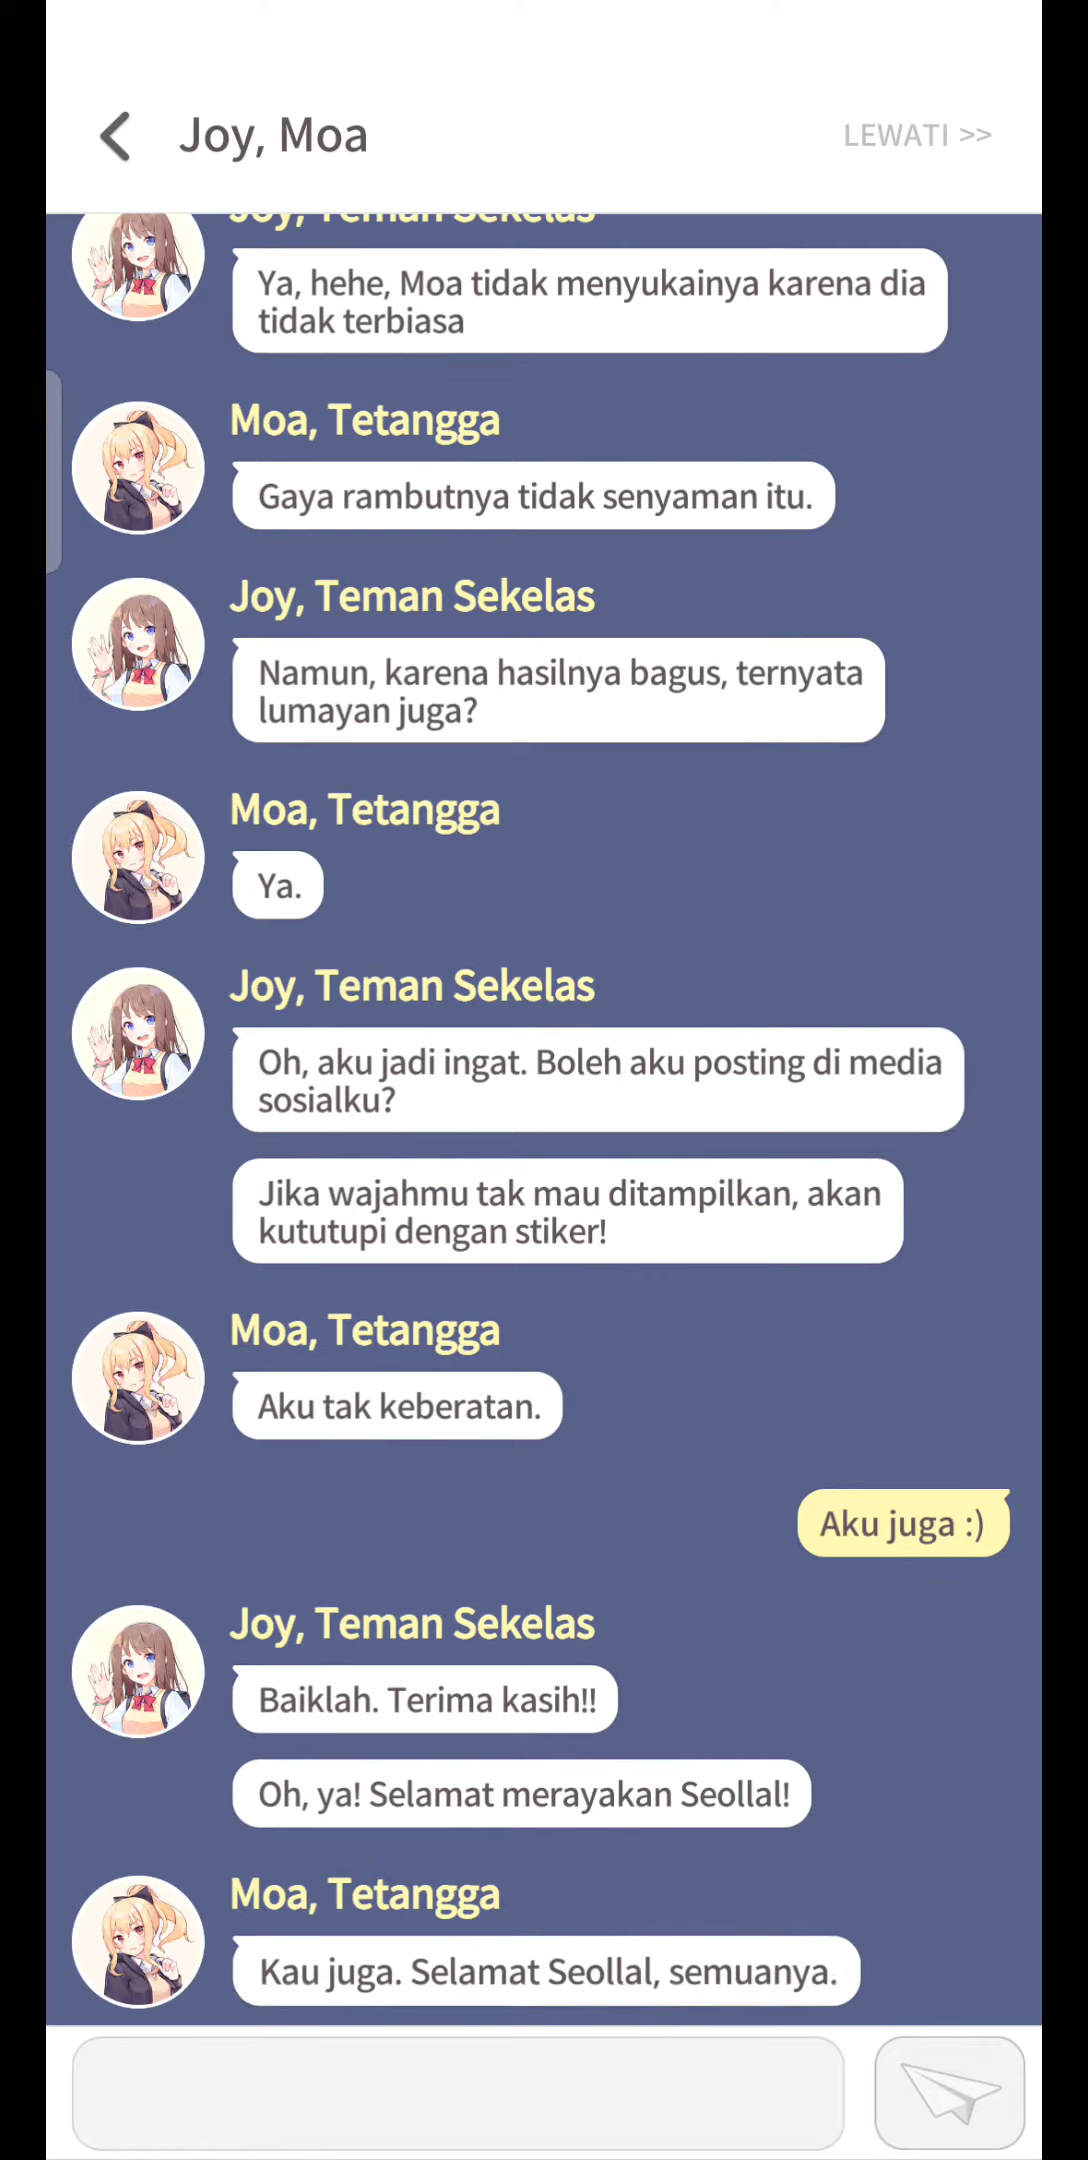 Joy, Moa
LEWATI >>
Joy, Teman Sekelas
Ya, hehe, Moa tidak menyukainya karena dia
tidak terbiasa
Moa, Tetangga
Gaya rambutnya tidak senyaman itu.
Joy, Teman Sekelas
Namun, karena hasilnya bagus, ternyata
lumayan juga?
Moa, Tetangga
Ya.
Joy, Teman Sekelas
Oh, aku jadi ingat. Boleh aku posting di media
sosialku?
Jika wajahmu tak mau ditampilkan, akan
kututupi dengan stiker!
Moa, Tetangga
Aku tak keberatan.
Aku juga :)
Joy, Teman Sekelas
Baiklah. Terima kasih!!
Oh, ya! Selamat merayakan Seollal!
Moa, Tetangga
Kau juga. Selamat Seollal, semuanya.